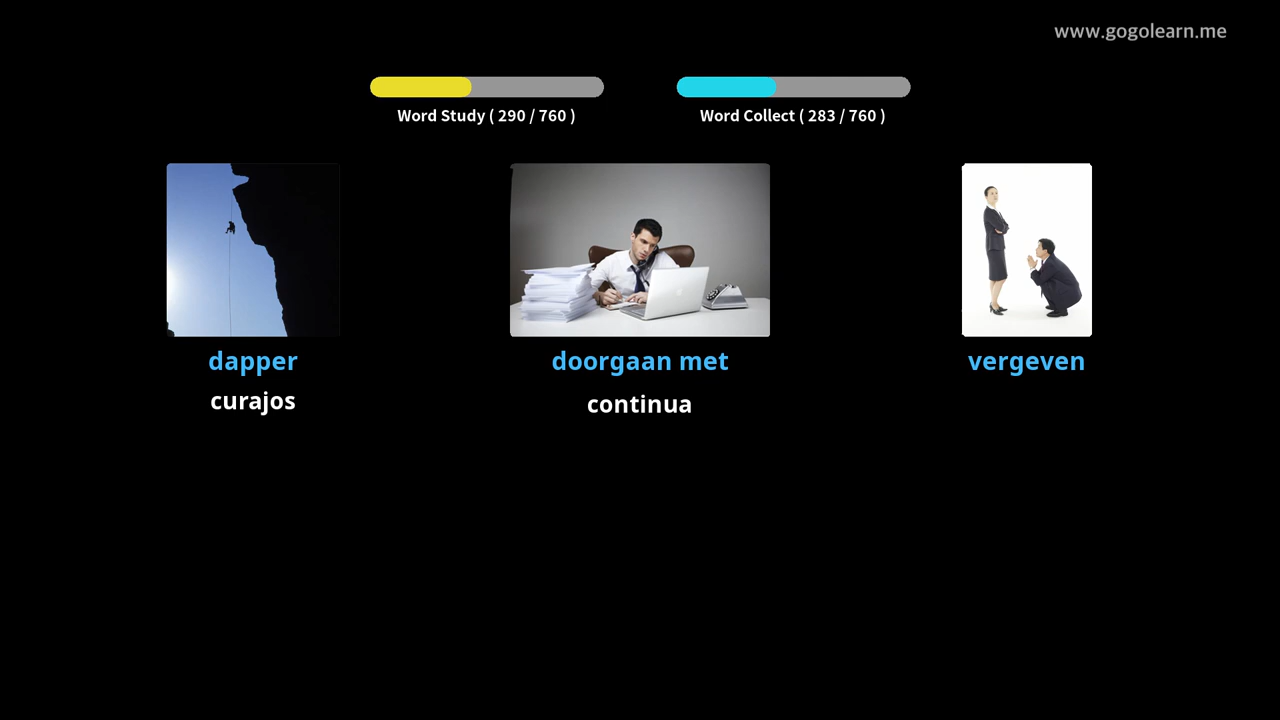 www.gogolearn.me
Word Study ( 290 / 760 )
Word Collect ( 283 / 760 )
dapper
doorgaan met
vergeven
curajos
continua